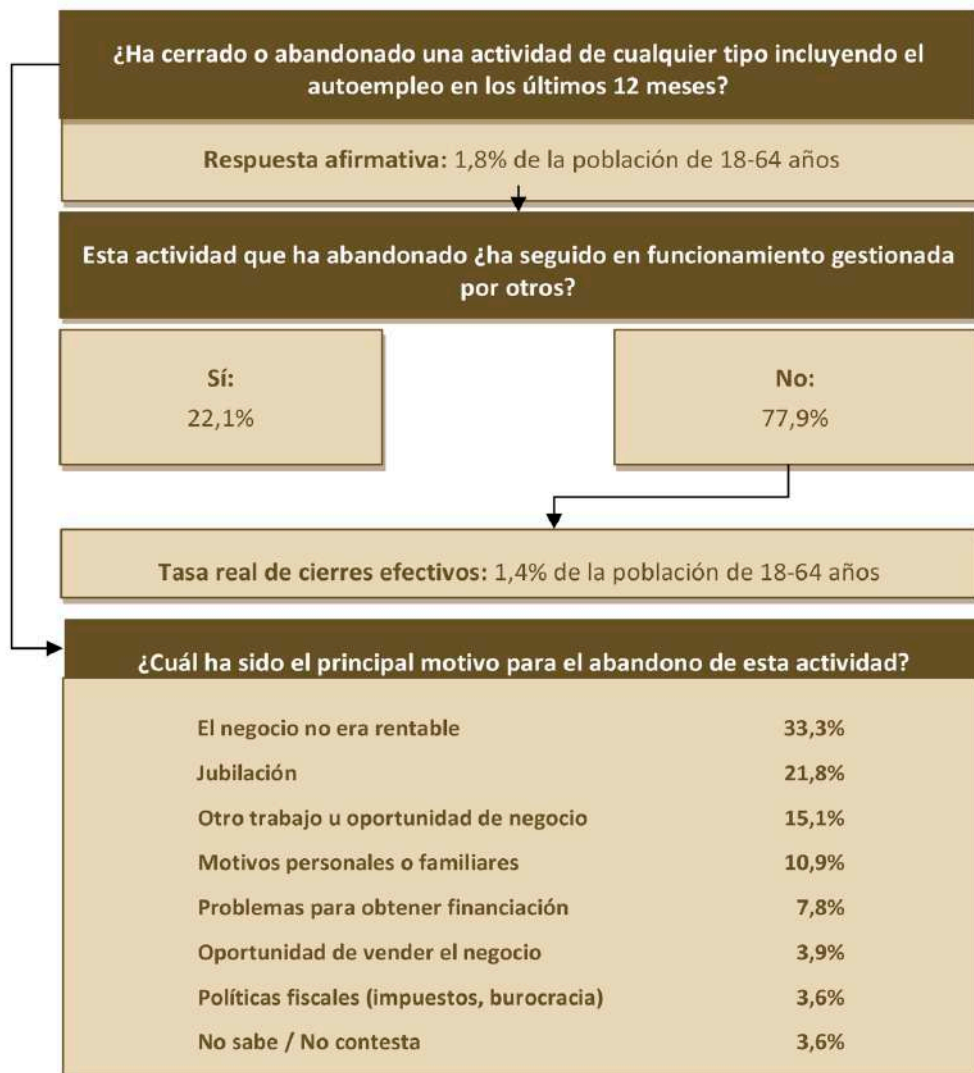 ¿Ha cerrado o abandonado una actividad de cualquier tipo incluyendo el
autoempleo en los últimos 12 meses?
Respuesta afirmativa: 1,8% de la población de 18-64 años
Esta actividad que ha abandonado ¿ha seguido en funcionamiento gestionada
por otros?
Sí:
22,1%
No:
77,9%
Tasa real de cierres efectivos: 1,4% de la población de 18-64 años
¿Cuál ha sido el principal motivo para el abandono de esta actividad?
El negocio no era rentable 33,3%
Jubilación 21,8%
Otro trabajo u oportunidad de negocio 15,1%
Motivos personales o familiares 10,9%
Problemas para obtener financiación 7,8%
Oportunidad de vender el negocio 3,9%
Políticas fiscales (impuestos, burocracia) 3,6%
No sabe / No contesta 3,6%